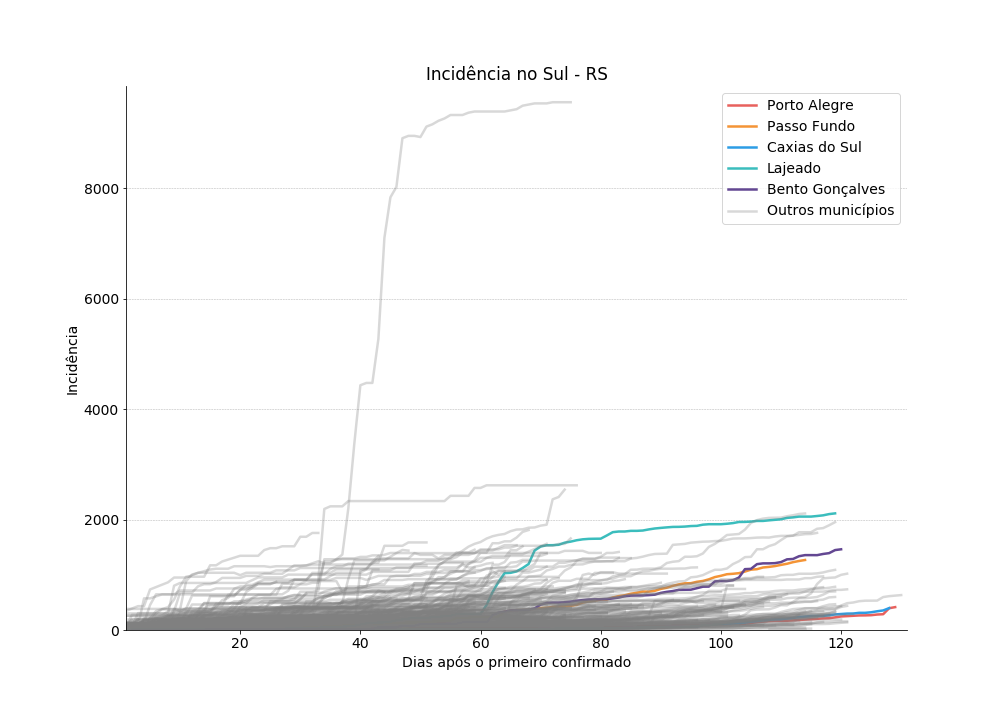 Incidência no Sul - RS
Porto Alegre
Passo Fundo
Caxias do Sul
Lajeado
Bento Gonçalves
Outros municípios
Incidência
8000
6000
4000
2000
0
20
40
60
80
100
120
Dias após o primeiro confirmado